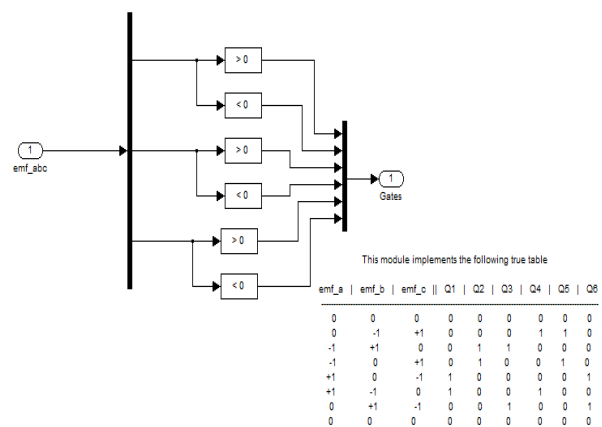 > 0
< 0
> 0
1
emf_abc
< 0
1
Gates
> 0
< 0
This module implements the following true table
emf_a | emf_b | emf_c || Q1 | Q2 | Q3 | Q4 | Q5 | Q6
--------------------------------------------------------------
0 0 0 0 0 0 0 0 0
0 -1 +1 0 0 0 1 1 0
-1 +1 0 0 1 1 0 0 0
-1 0 +1 0 1 0 0 1 0
+1 0 -1 1 0 0 0 0 1
+1 -1 0 1 0 0 1 0 0
0 +1 -1 0 0 1 0 0 1
0 0 0 0 0 0 0 0 0